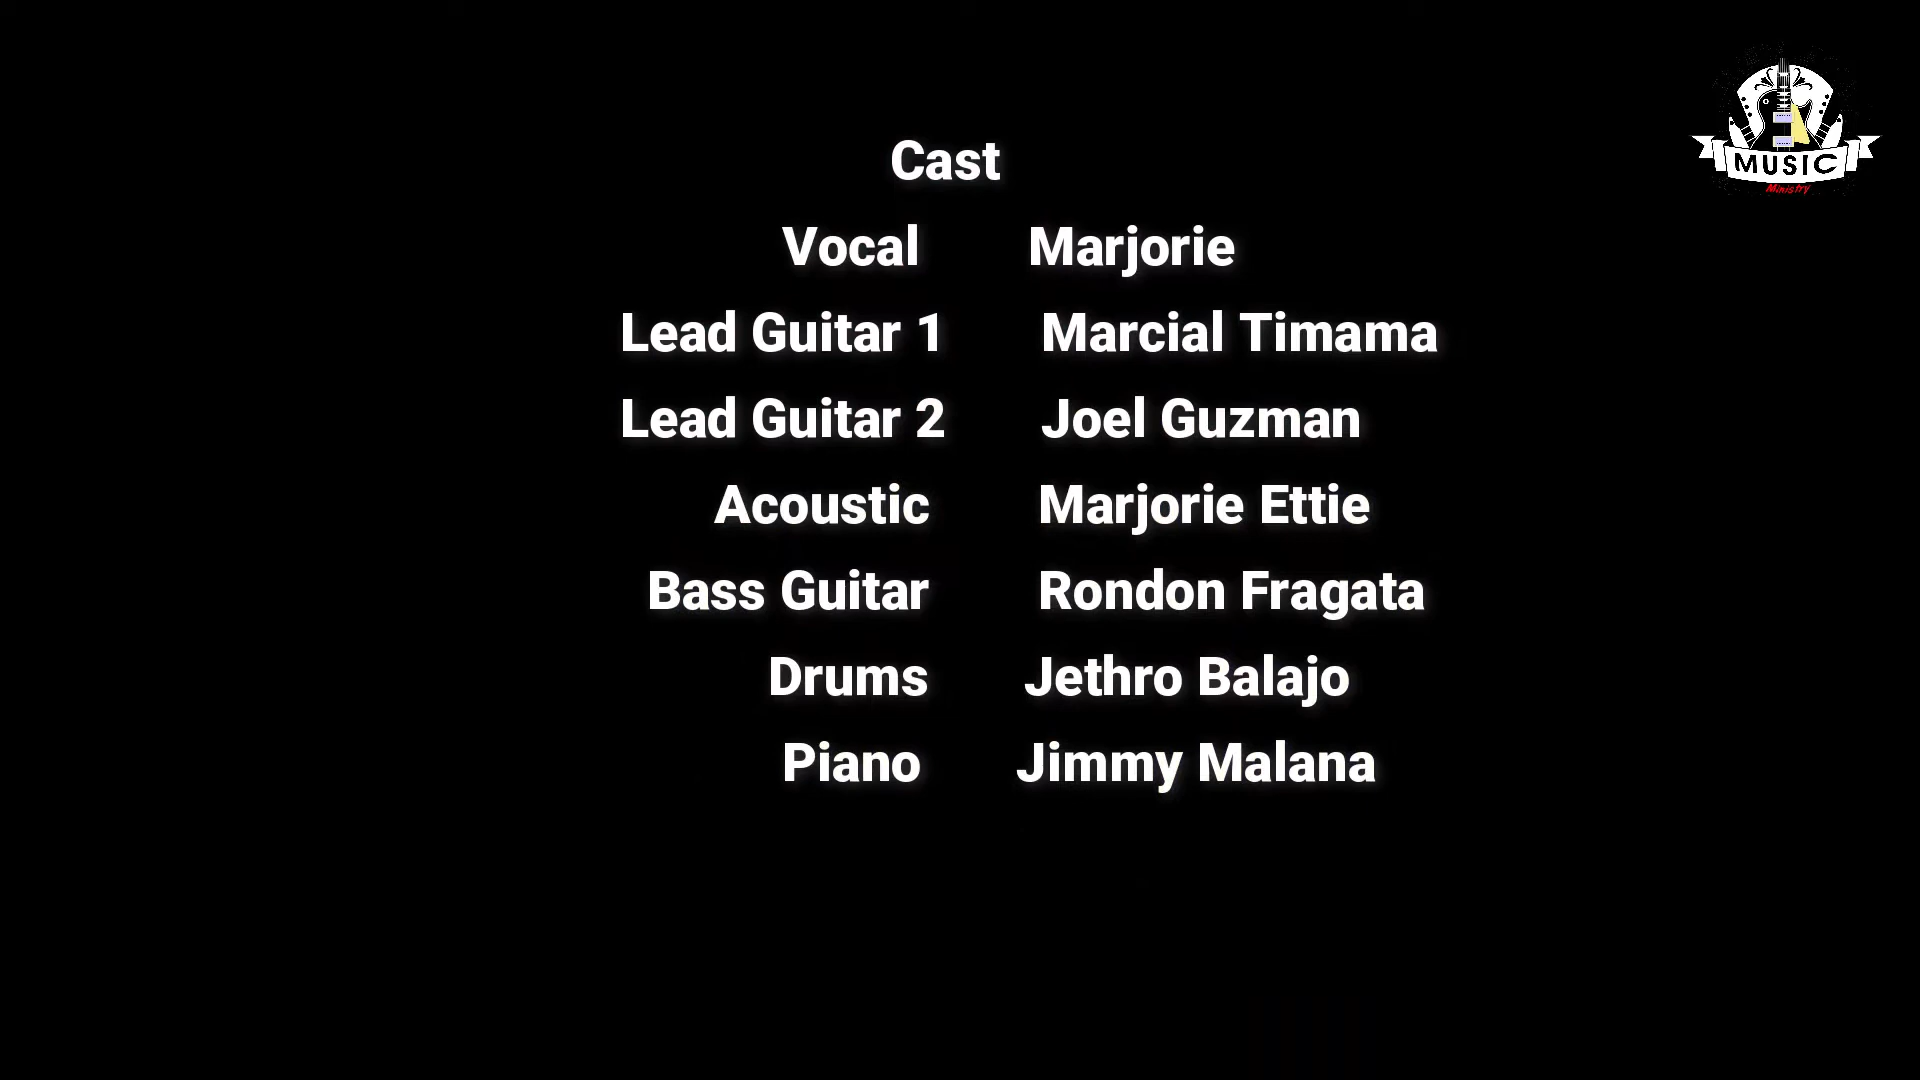 Cast
Vocal Marjorie
Lead Guitar 1 Marcial Timama
Lead Guitar 2 Joel Guzman
Acoustic Marjorie Ettie
Bass Guitar Rondon Fragata
Drums Jethro Balajo
Piano Jimmy Malana
MUSIC
Ministry